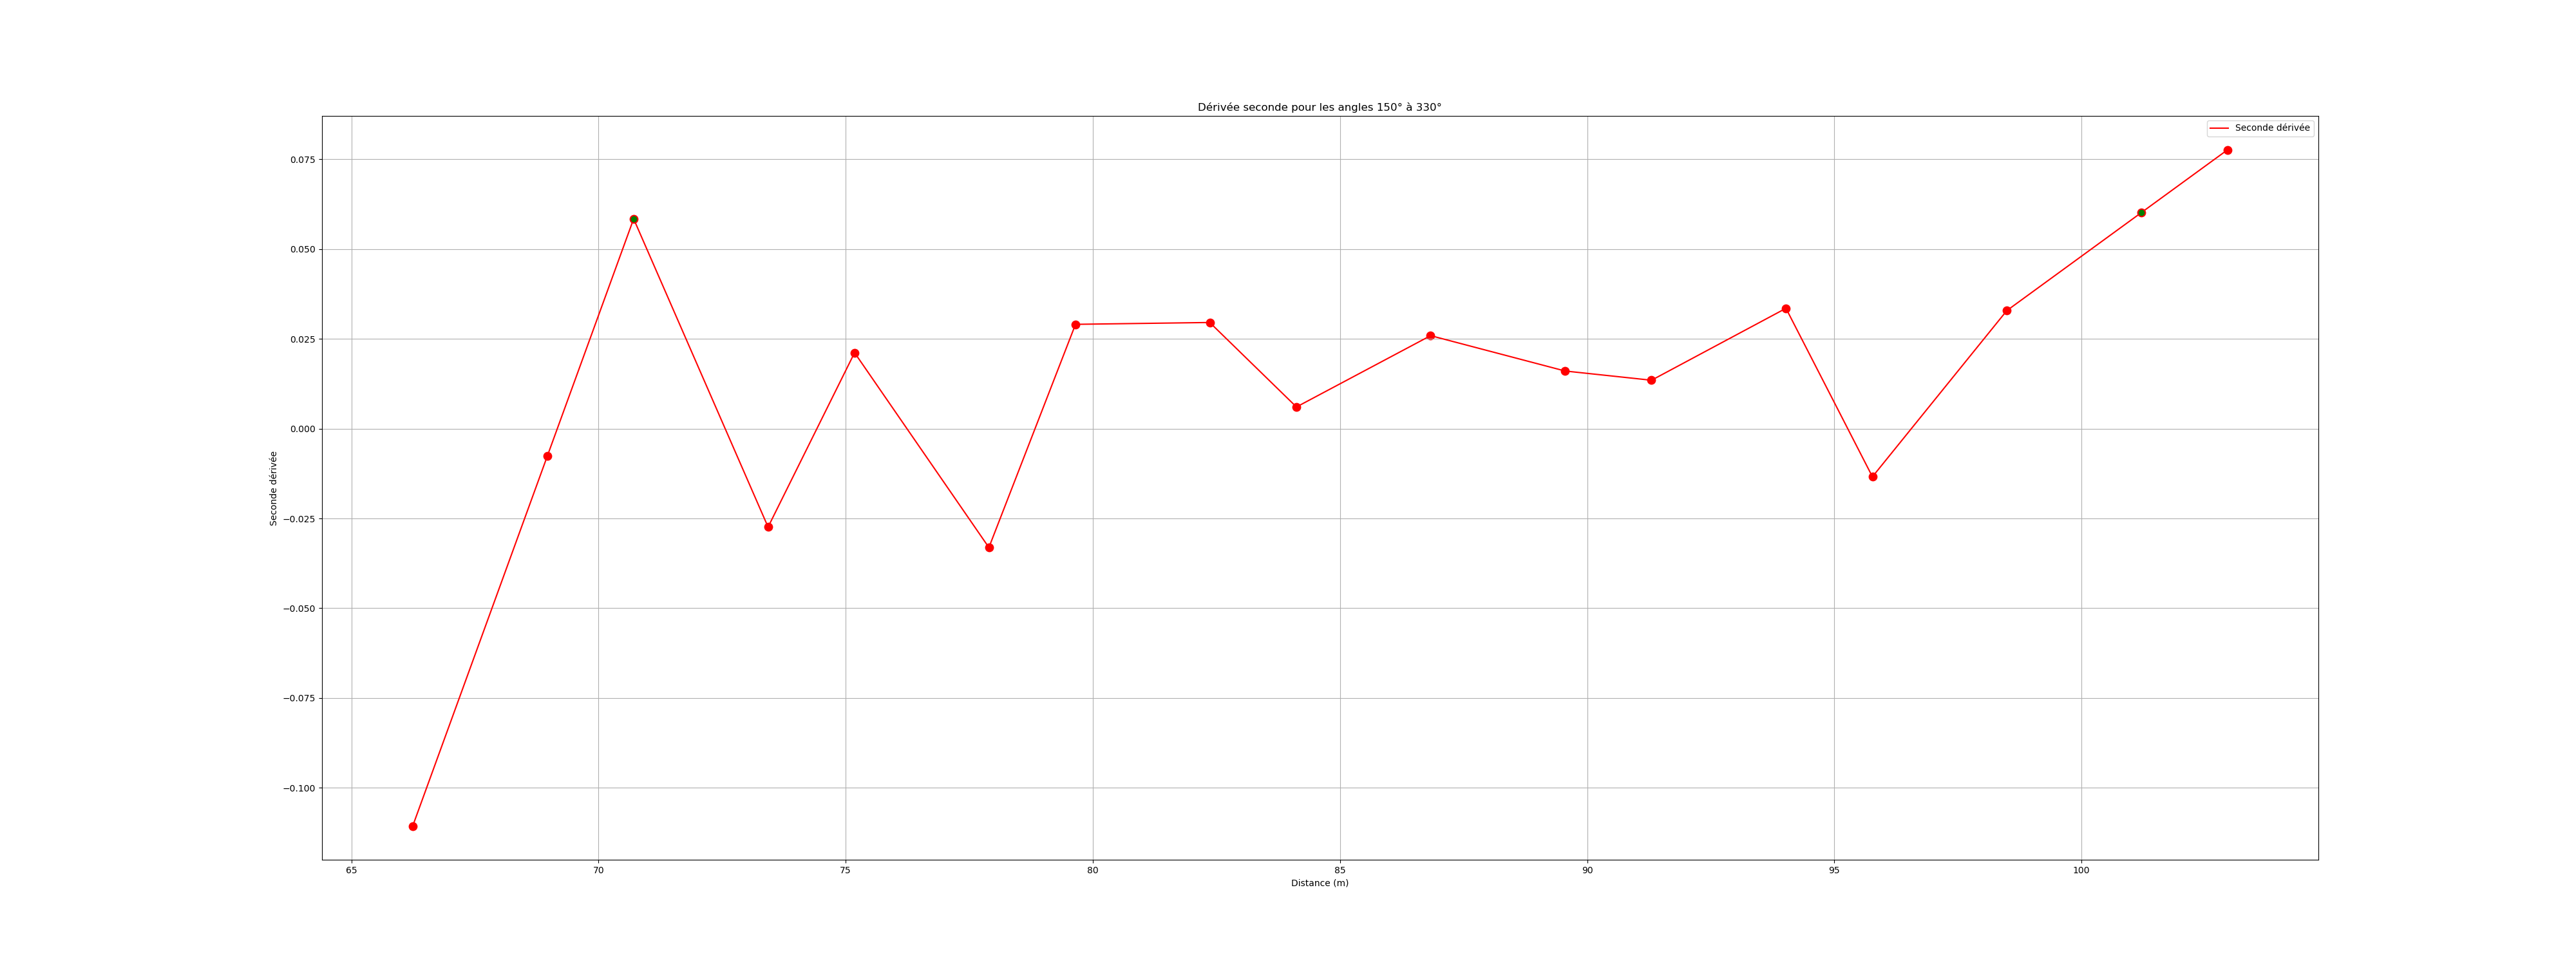 Dérivée seconde pour les angles 150° à 330°
Seconde dérivée
0.075
0.050
0.025
0.000
−0.025
−0.050
−0.075
−0.100
Seconde dérivée
65 70 75 80 85 90 95 100
Distance (m)